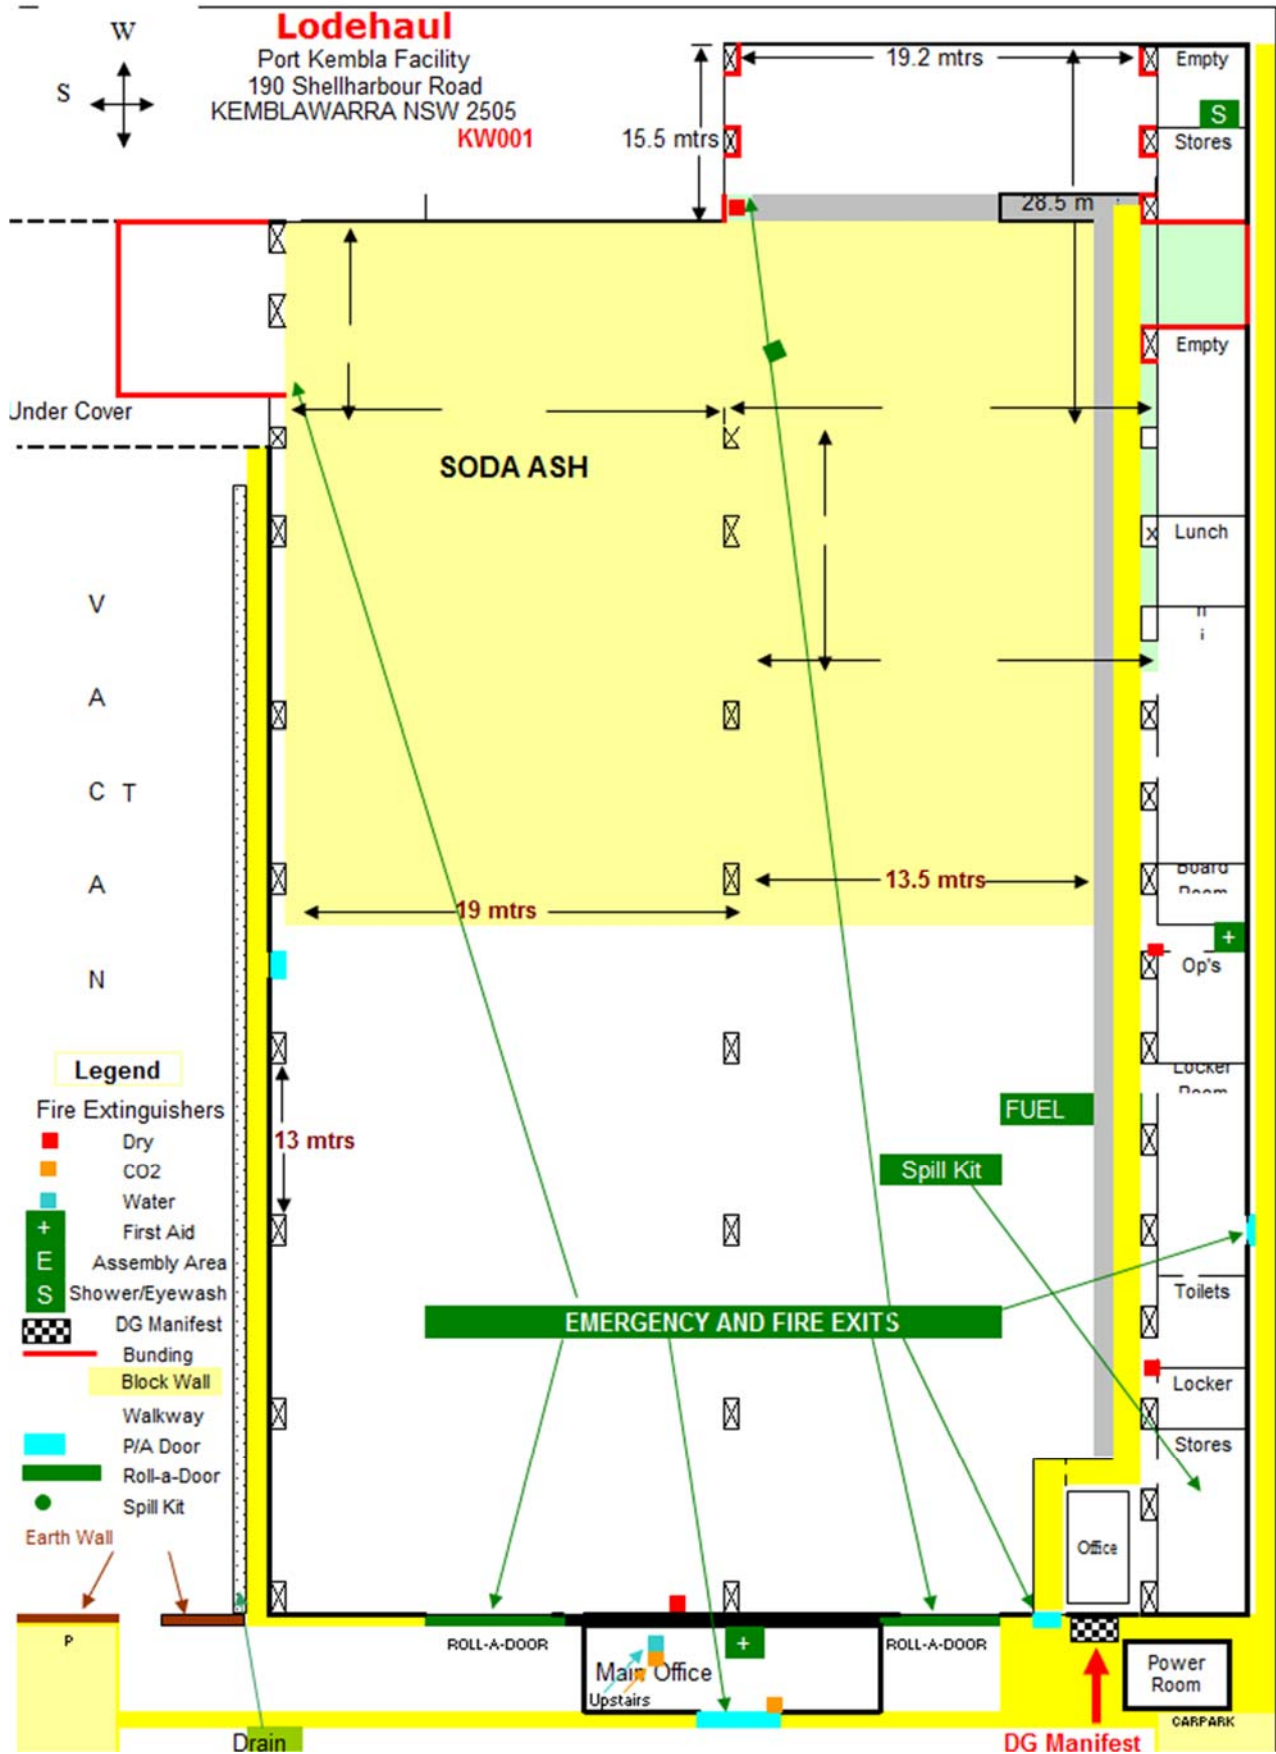 W
S
Lodehaul
Port Kembla Facility
190 Shellharbour Road
KEMBLAWARRA NSW 2505
KW001
15.5 mtrs
19.2 mtrs
Empty
S
Stores
28.5 m
Empty
Under Cover
SODA ASH
Lunch
x
n
i
V
A
C T
A
N
Board
Room
13.5 mtrs
19 mtrs
+
Op's
Locker
Room
Legend
Fire Extinguishers
Dry
CO2
Water
+ First Aid
E Assembly Area
S Shower/Eyewash
DG Manifest
Bunding
Block Wall
Walkway
P/A Door
Roll-a-Door
Spill Kit
Earth Wall
13 mtrs
FUEL
Spill Kit
EMERGENCY AND FIRE EXITS
Toilets
Locker
Stores
Office
P
ROLL-A-DOOR
+
ROLL-A-DOOR
Main Office
Upstairs
Power
Room
CARPARK
Drain
DG Manifest